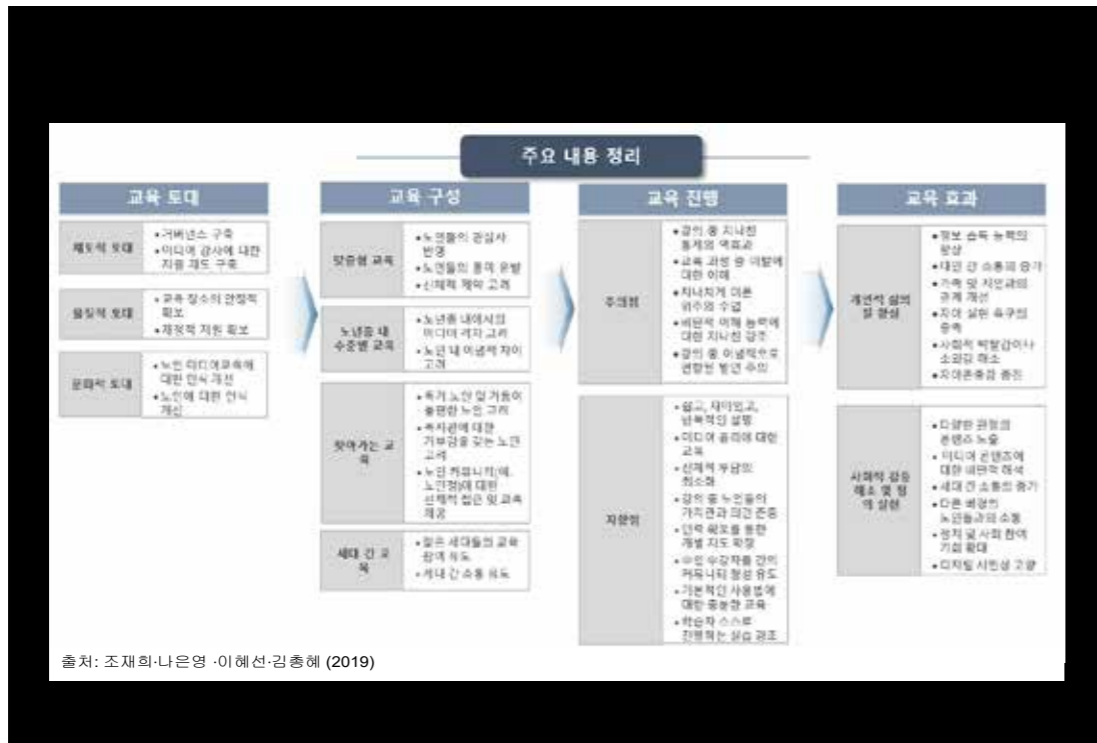 주요 내용 정리
교육 토대
제도적 토대
•거버넌스 구축
•미디어 강사에 대한
지원 제도 구축
물질적 토대
•교육 장소의 안정적
확보
•재정적 지원 확보
문화적 토대
•노인 미디어교육에
대한 인식 개선
•노인에 대한 인식
개선
교육 구성
맞춤형 교육
•노인들의 관심사
반영
•노인들의 흥미 유발
•신체적 제약 고려
노년층 내
수준별 교육
•노년층 내에서의
미디어 격차 고려
•노인 내 이념적 차이
고려
찾아가는 교
육
•독거 노인 및 거동이
불편한 노인 고려
•복지관에 대한
거부감을 갖는 노인
고려
•노인 커뮤니티(예.
노인정)에 대한
선제적 접근 및 교육
제공
세대 간 교
육
•젊은 세대들의 교육
참여 유도
•세대 간 소통 유도
교육 진행
주의점
•강의 중 지나친
통제의 역효과
•교육 과정 중 이탈에
대한 이해
•지나치게 이론
위주의 수업
•비판적 이해 능력에
대한 지나친 강조
•강의 중 이념적으로
편향된 발언 주의
지향점
•쉽고, 재미있고,
반복적인 설명
•미디어 윤리에 대한
교육
•신체적 부담의
최소화
•강의 중 노인들의
가치관과 의견 존중
•인력 확보를 통한
개별 지도 확장
•수업 수강자들 간의
커뮤니티 형성 유도
•기본적인 사용법에
대한 충분한 교육
•학습자 스스로
진행하는 실습 강조
교육 효과
개인적 삶의
질 향상
•정보 습득 능력의
향상
•대인 간 소통의 증가
•가족 및 지인과의
관계 개선
•자아 실현 욕구의
충족
•사회적 박탈감이나
소외감 해소
•자아존중감 증진
사회적 갈등
해소 및 정
의 실현
•다양한 관점의
콘텐츠 노출
•미디어 콘텐츠에
대한 비판적 해석
•세대 간 소통의 증가
•다른 배경의
노인들과의 소통
•정치 및 사회 참여
기회 확대
•디지털 시민성 고양
출처: 조재희·나은영 ·이혜선·김총혜 (2019)